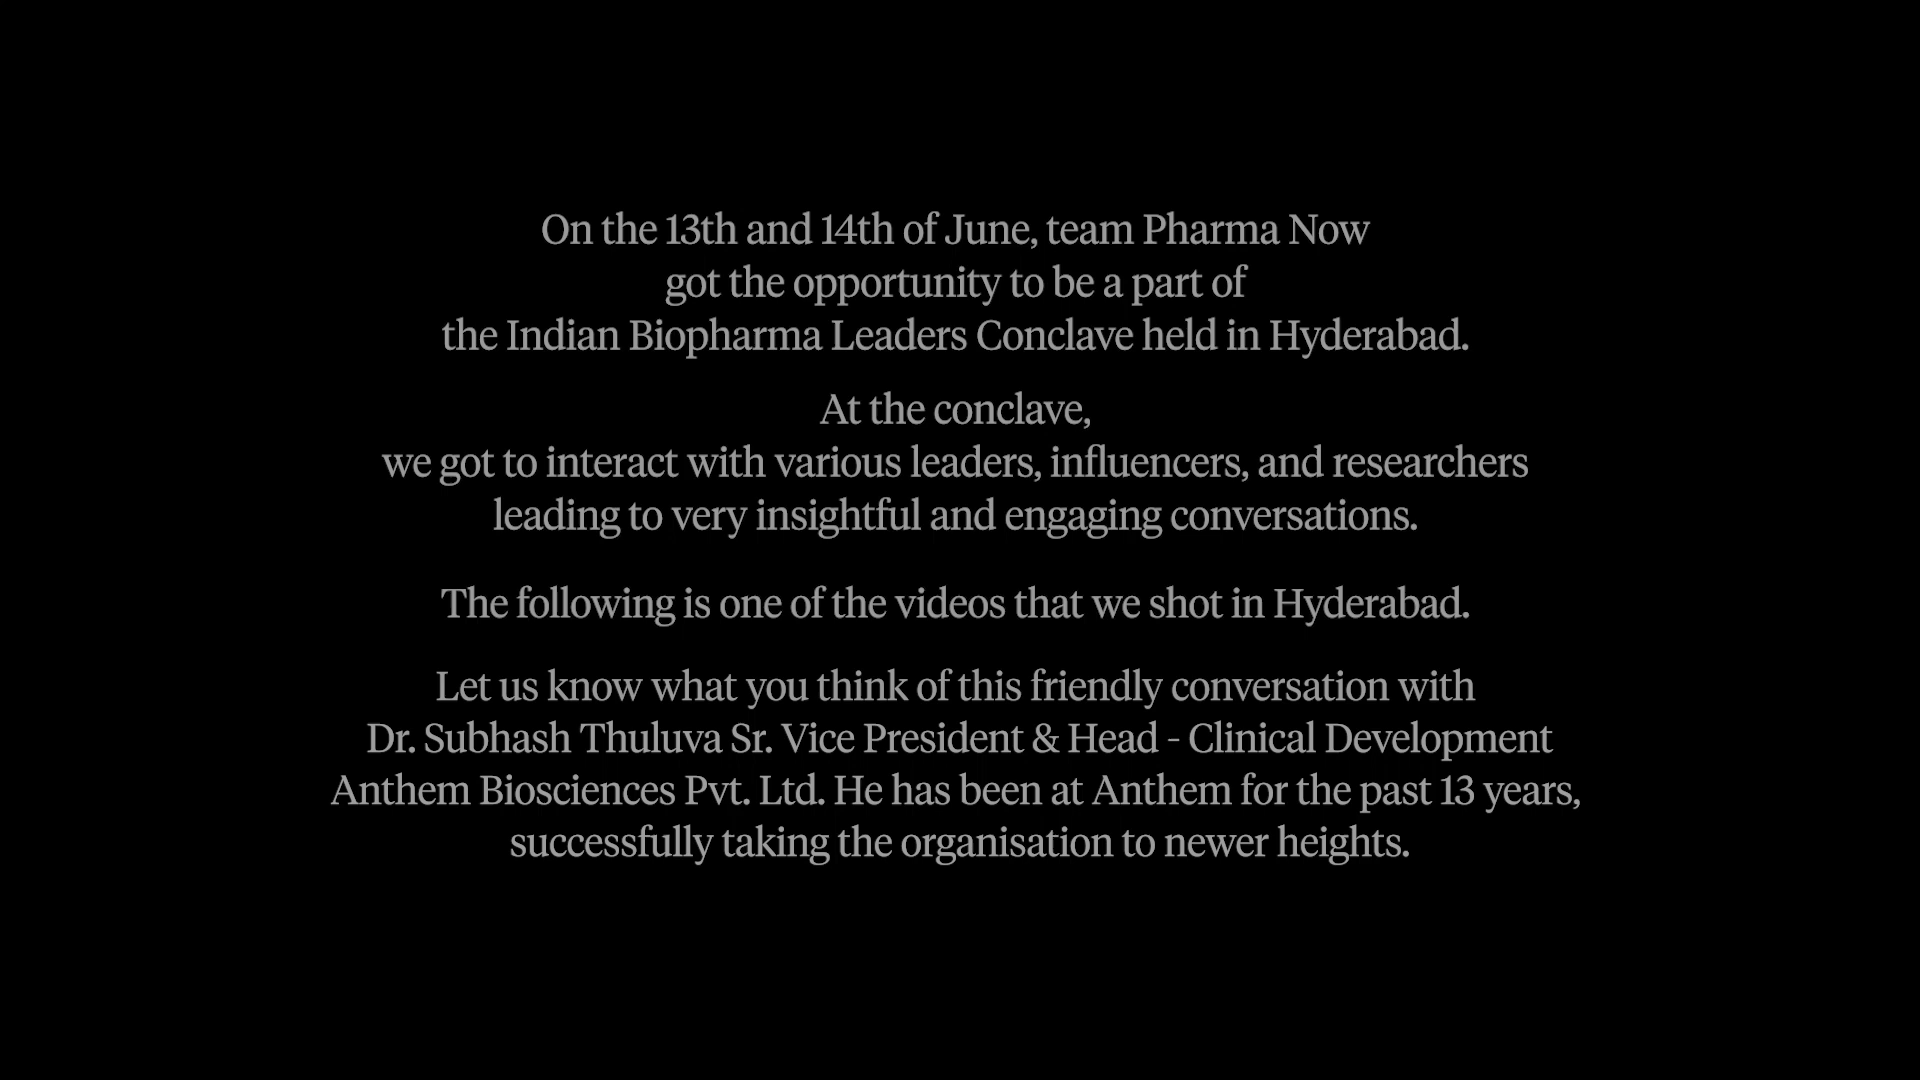 On the 13th and 14th of June, team Pharma Now
got the opportunity to be a part of
the Indian Biopharma Leaders Conclave held in Hyderabad.
At the conclave,
we got to interact with various leaders, influencers, and researchers
leading to very insightful and engaging conversations.
The following is one of the videos that we shot in Hyderabad.
Let us know what you think of this friendly conversation with
Dr. Subhash Thuluva Sr. Vice President & Head - Clinical Development
Anthem Biosciences Pvt. Ltd. He has been at Anthem for the past 13 years,
successfully taking the organisation to newer heights.